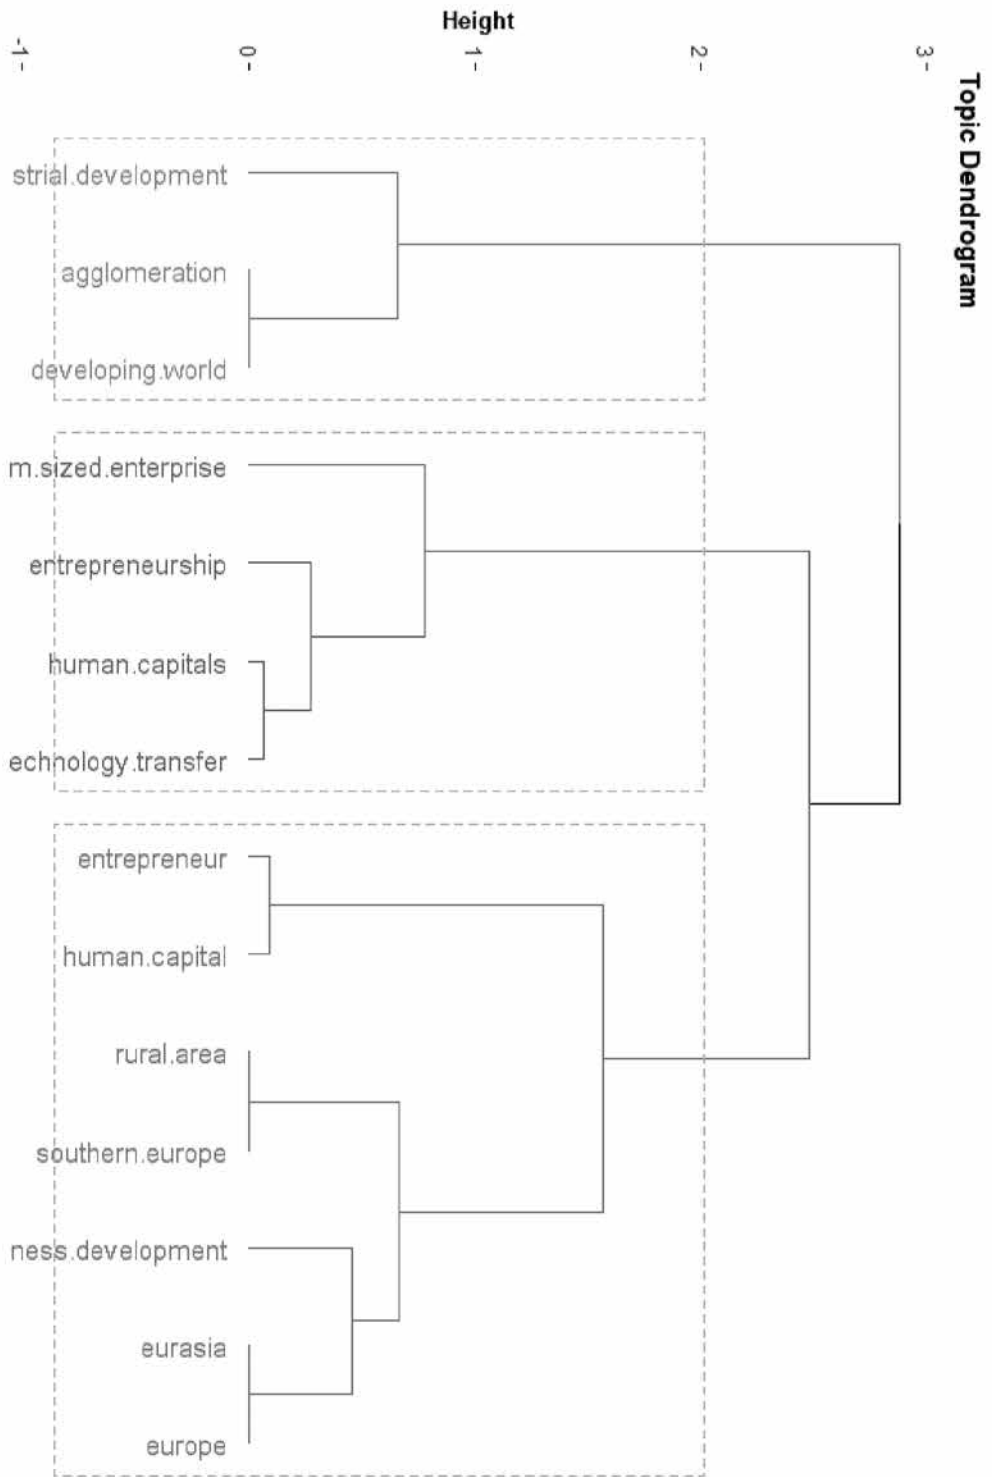 Height
-1 -
0 -
1 -
2 -
3 -
Topic Dendrogram
strial.development
agglomeration
developing.world
m.sized.enterprise
entrepreneurship
human.capitals
echnology.transfer
entrepreneur
human.capital
rural.area
southern.europe
ness.development
eurasia
europe